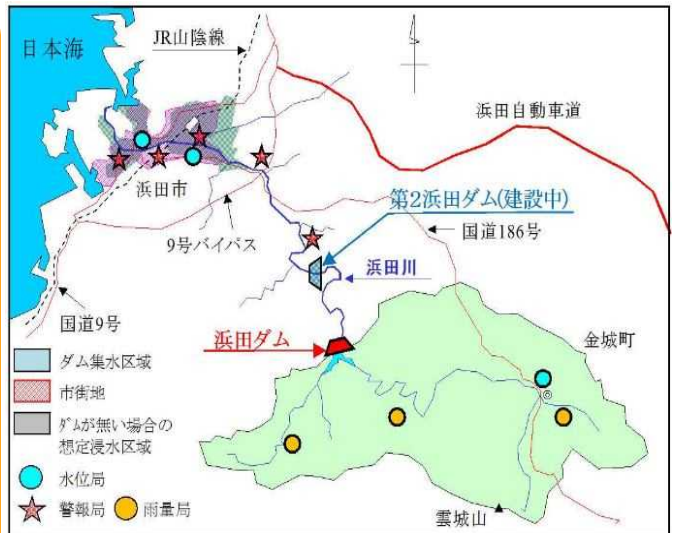 日本海
JR山陰線
浜田自動車道
浜田市
第2浜田ダム(建設中)
9号バイパス
国道186号
浜田川
国道9号
浜田ダム
金城町
ダム集水区域
市街地
ダムが無い場合の
想定浸水区域
水位局
警報局
雨量局
雲城山